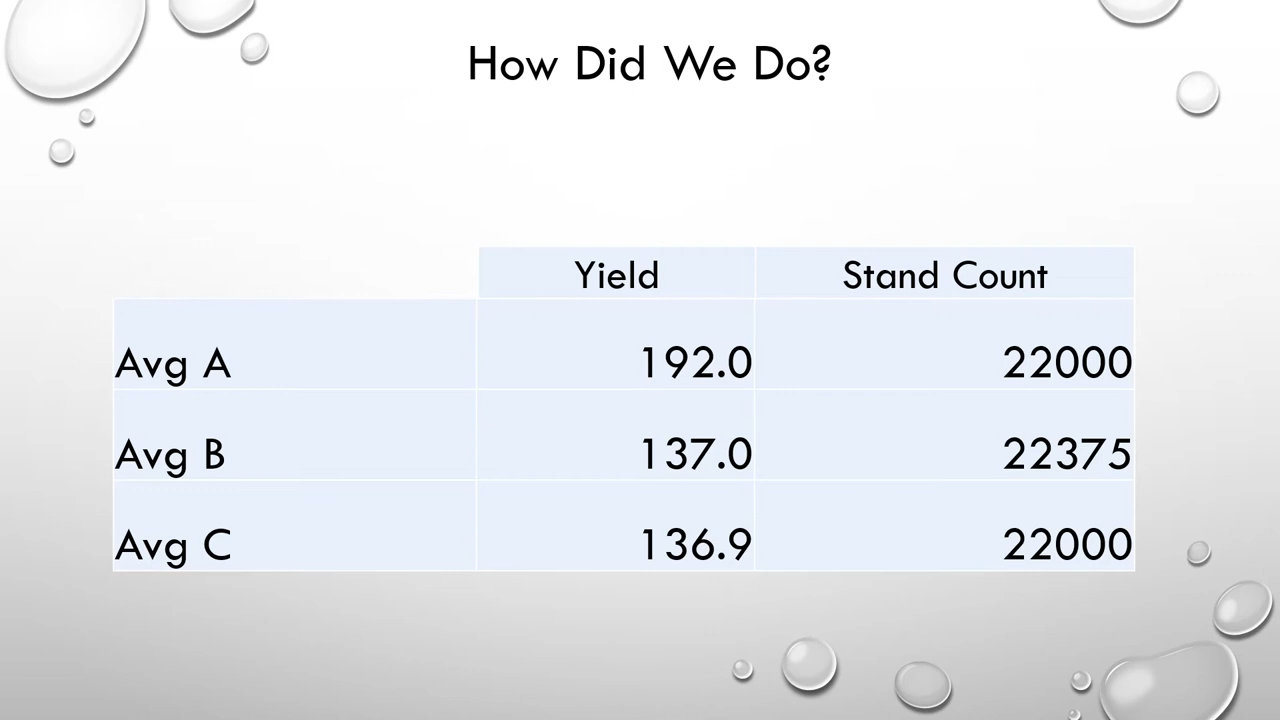 How Did We Do?
Yield Stand Count
Avg A 192.0 22000
Avg B 137.0 22375
Avg C 136.9 22000